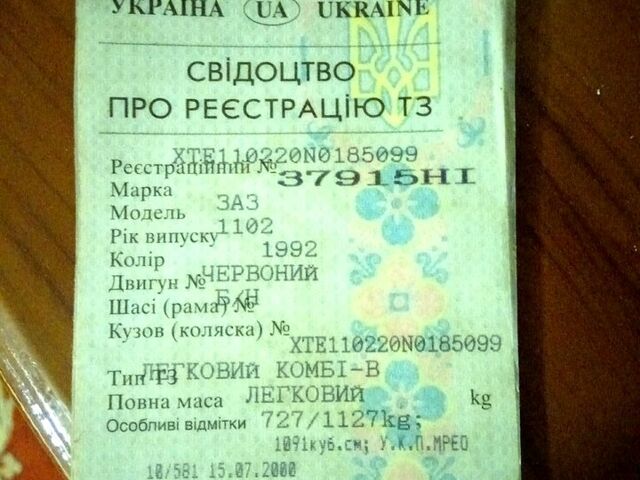 УКРАЇНА UA UKRAINE
СВІДОЦТВО
ПРО РЕЄСТРАЦІЮ ТЗ
XTE110220N0185099
Реєстраційний № 37915НІ
Марка
ЗАЗ
Модель
1102
Рік випуску
1992
Колір
ЧЕРВОНИЙ
Двигун №
Б/Н
Шасі (рама) №
Кузов (коляска) №
XTE110220N0185099
ЛЕГКОВИЙ КОМБІ-В
Тип ТЗ
ЛЕГКОВИЙ
Повна маса kg
Особливі відмітки 727/1127kg;
1091куб.см; У.К.П.МРЕО
10/581 15.07.2000